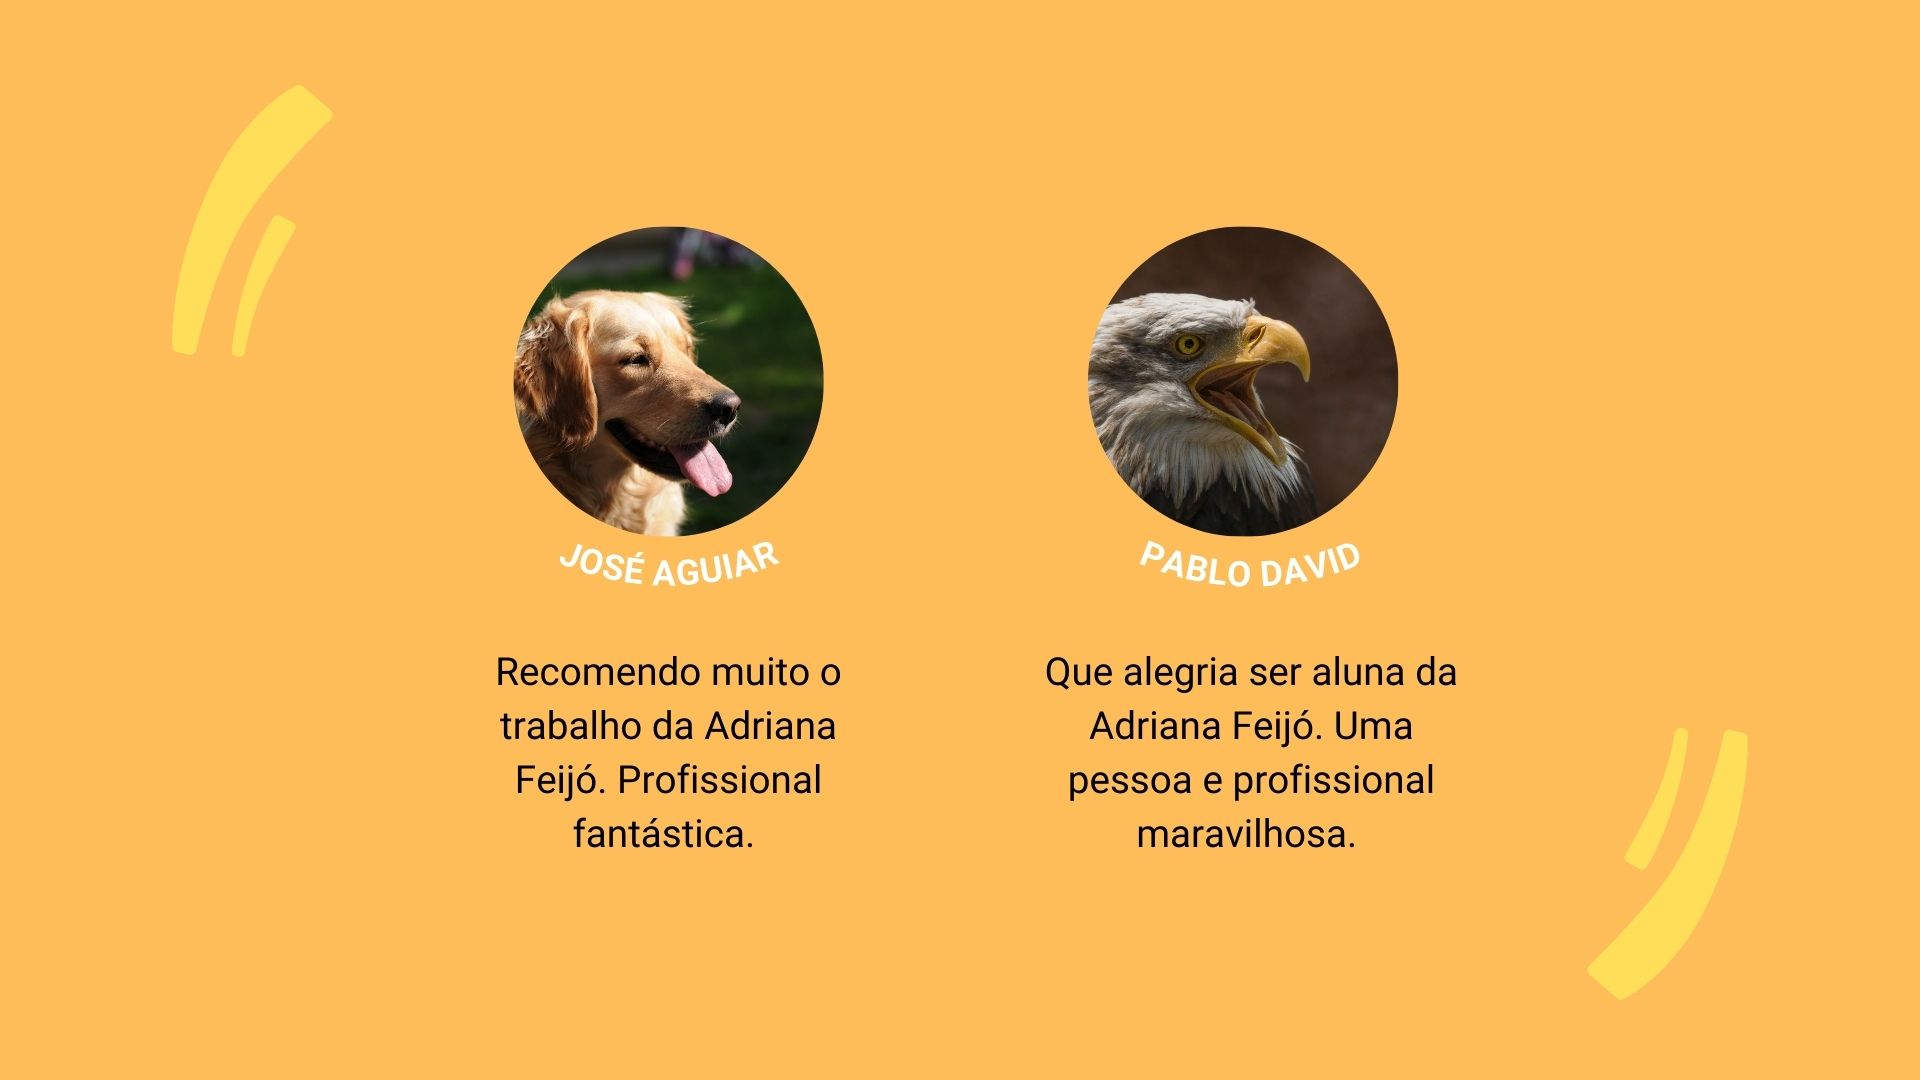 JOSÉ AGUIAR
Recomendo muito o
trabalho da Adriana
Feijó. Profissional
fantástica.
PABLO DAVID
Que alegria ser aluna da
Adriana Feijó. Uma
pessoa e profissional
maravilhosa.